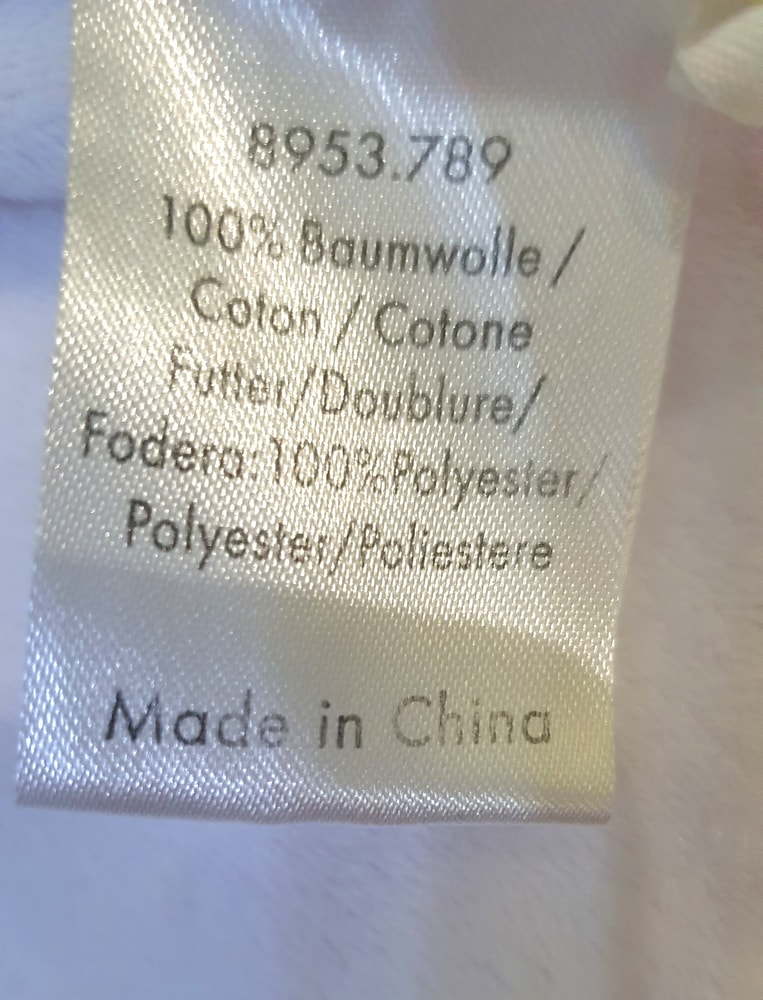 8953.789
100% Baumwolle /
Coton / Cotone
Futter/Doublure/
Fodera: 100% Polyester/
Polyester/Poliestere
Made in China